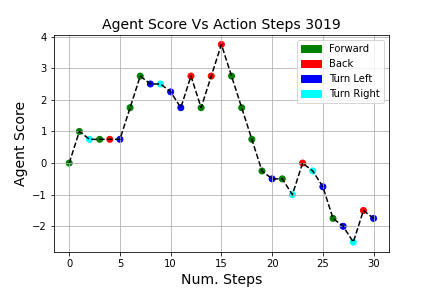 Agent Score Vs Action Steps 3019
Agent Score
4
3
2
1
0
−1
−2
Forward
Back
Turn Left
Turn Right
0 5 10 15 20 25 30
Num. Steps